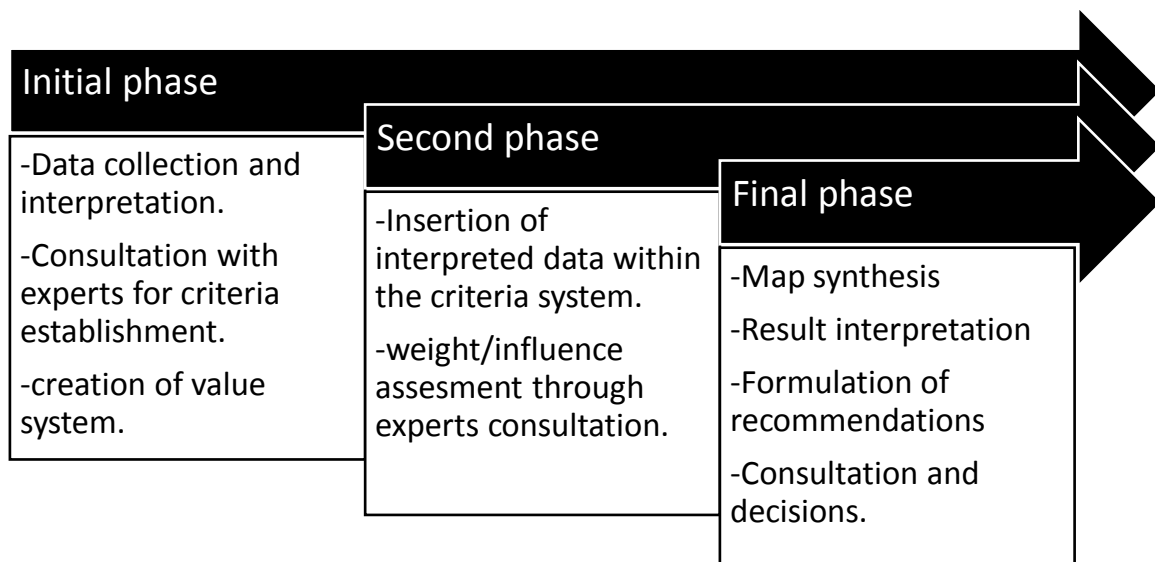 Initial phase
-Data collection and
interpretation.
-Consultation with
experts for criteria
establishment.
-creation of value
system.
Second phase
-Insertion of
interpreted data within
the criteria system.
-weight/influence
assesment through
experts consultation.
Final phase
-Map synthesis
-Result interpretation
-Formulation of
recommendations
-Consultation and
decisions.